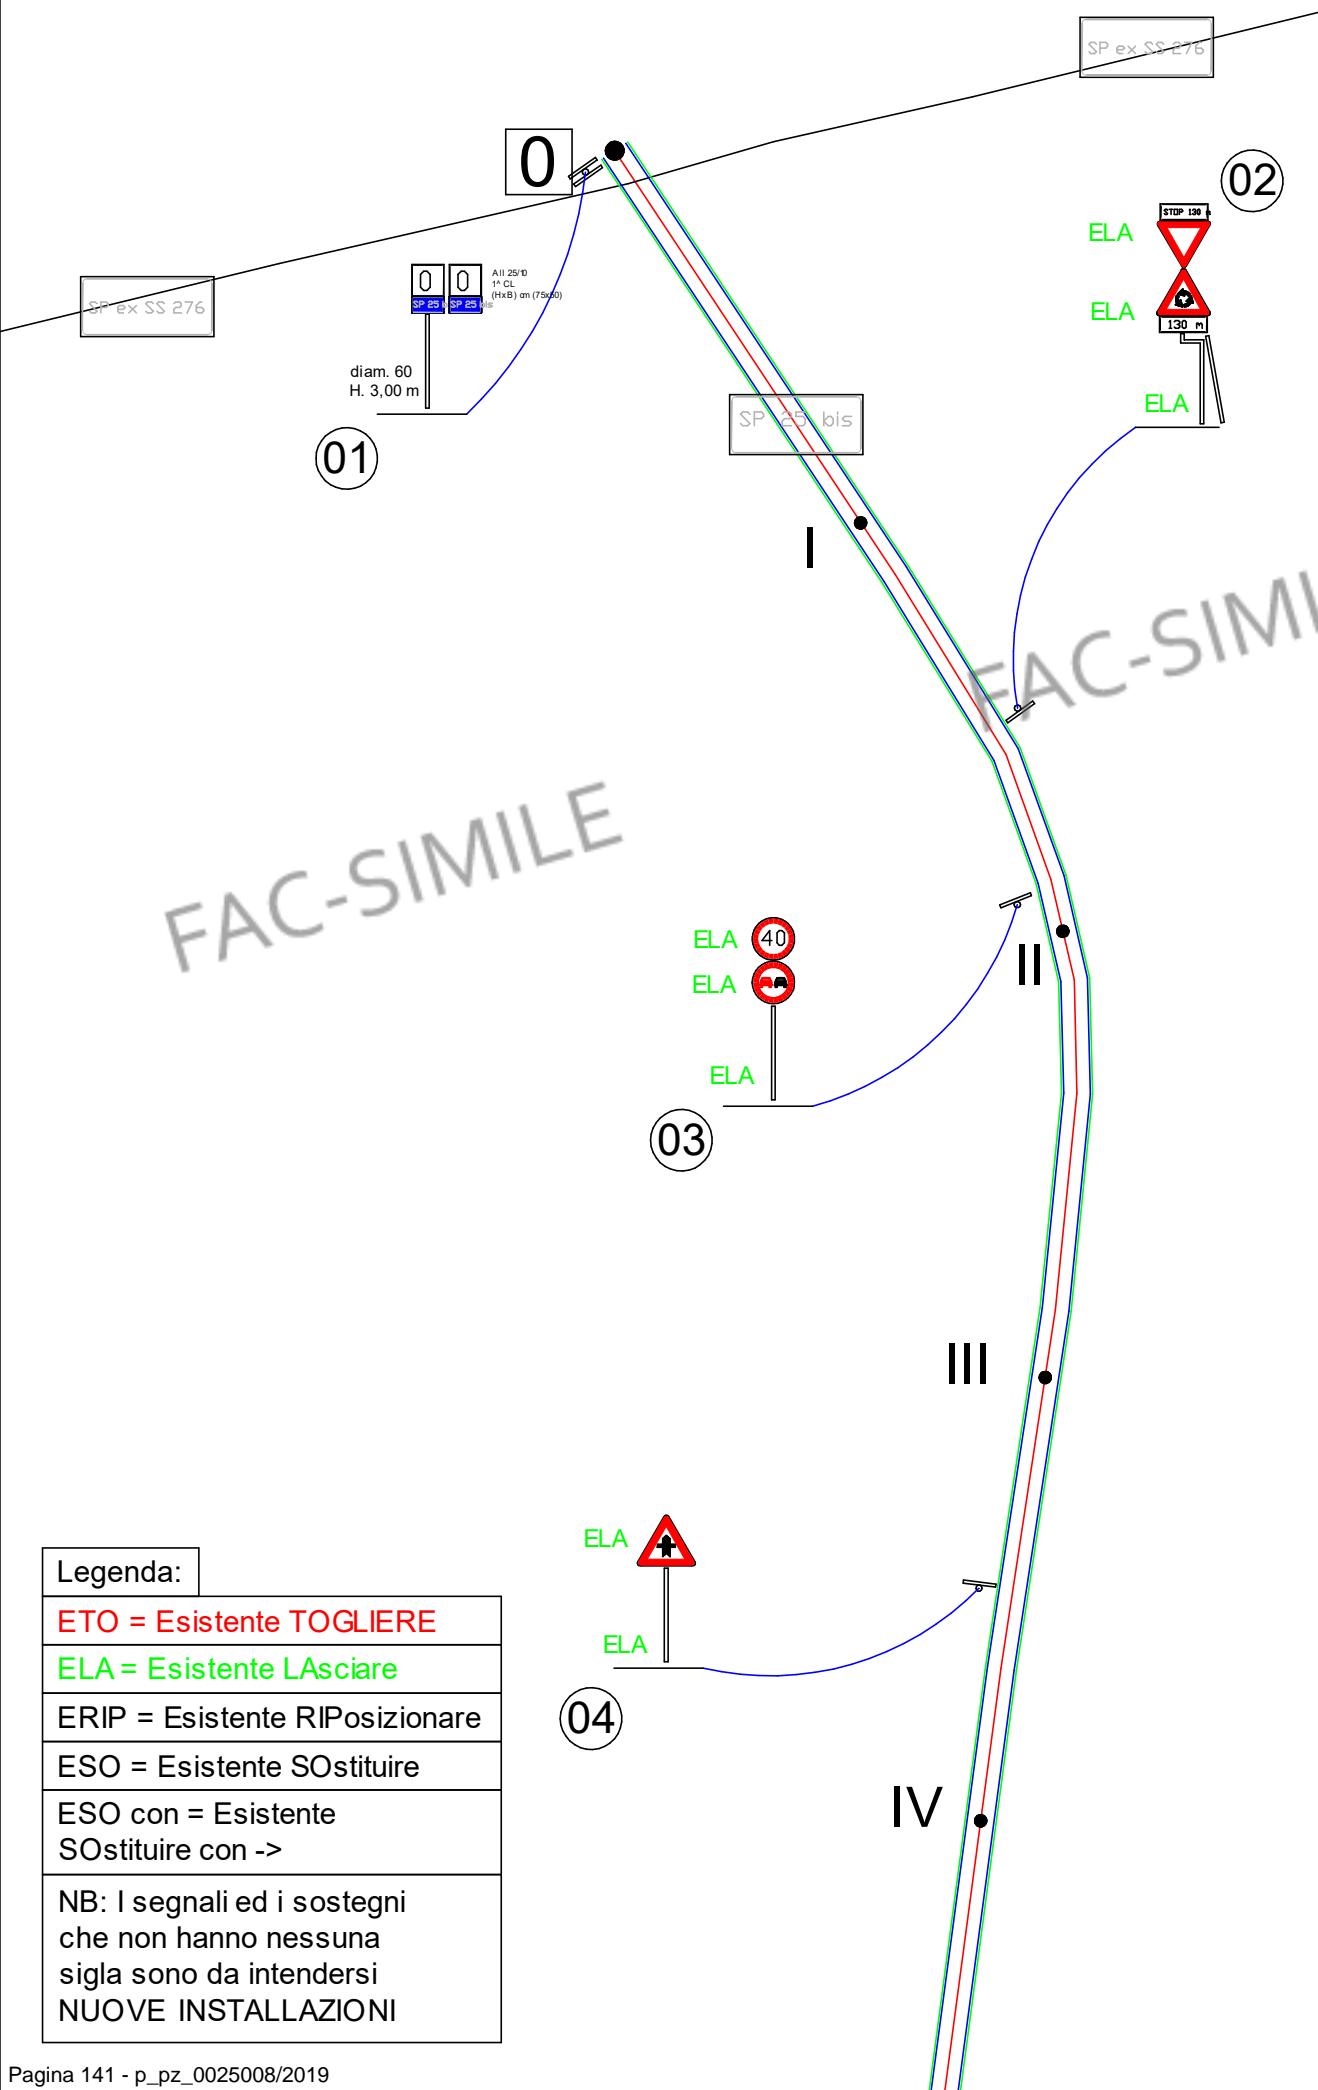 SP ex SS 276
0
02
STOP 130 m
ELA
SP ex SS 276
0 0
SP 25 bis
All 25/10
1^ CL
(HxB) cm (75x60)
ELA
130 m
diam. 60
H. 3,00 m
ELA
SP 25 bis
01
I
FAC-SIMI
FAC-SIMILE
ELA
40
ELA
II
ELA
03
III
ELA
ELA
04
IV
Legenda:
ETO = Esistente TOGLIERE
ELA = Esistente LAsciare
ERIP = Esistente RIPosizionare
ESO = Esistente SOstituire
ESO con = Esistente
SOstituire con ->
NB: I segnali ed i sostegni
che non hanno nessuna
sigla sono da intendersi
NUOVE INSTALLAZIONI
Pagina 141 - p_pz_0025008/2019